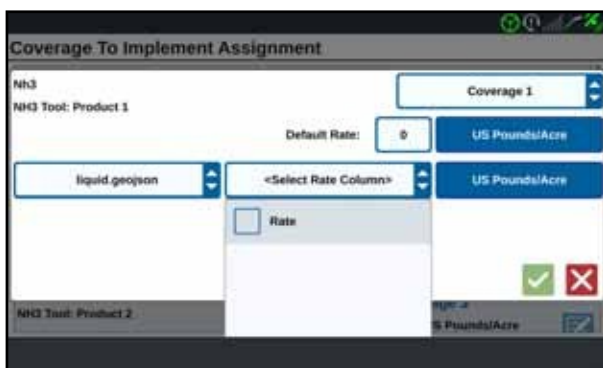 Coverage To Implement Assignment
Nh3
Coverage 1
NH3 Tool: Product 1
Default Rate: 0 US Pounds/Acre
liquid.geojson <Select Rate Column> US Pounds/Acre
Rate
NH3 Tool: Product 2
US Pounds/Acre